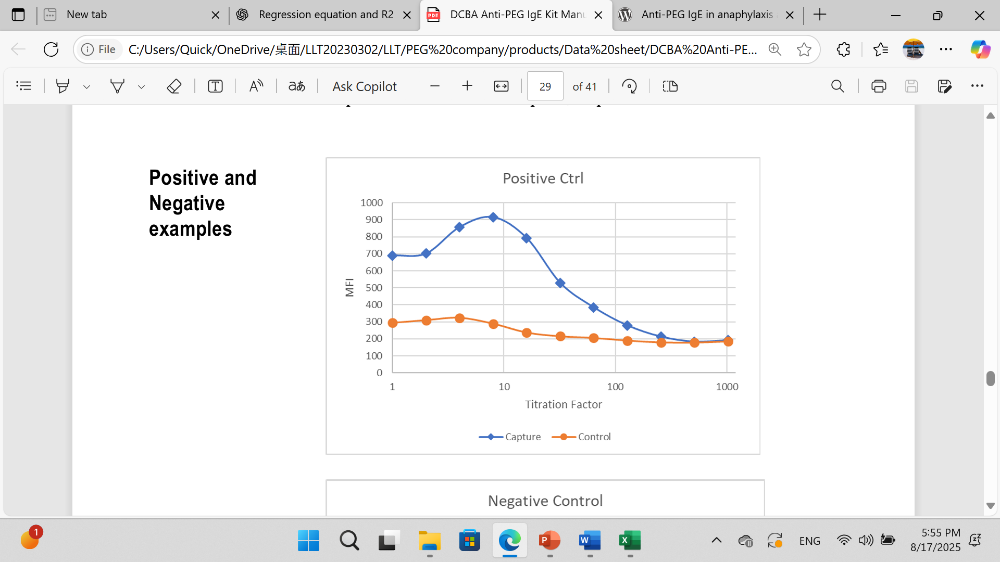 New tab
Regression equation and R2
DCBA Anti-PEG IgE Kit Manu
Anti-PEG IgE in anaphylaxis
File
C:/Users/Quick/OneDrive/桌面/LLT20230302/LLT/PEG%20company/products/Data%20sheet/DCBA%20Anti-PE...
Ask Copilot
29
of 41
Positive and
Negative
examples
Positive Ctrl
1000
900
800
700
600
500
400
300
200
100
0
MFI
1
10
100
1000
Titration Factor
Capture
Control
Negative Control
1
ENG
5:55 PM
8/17/2025